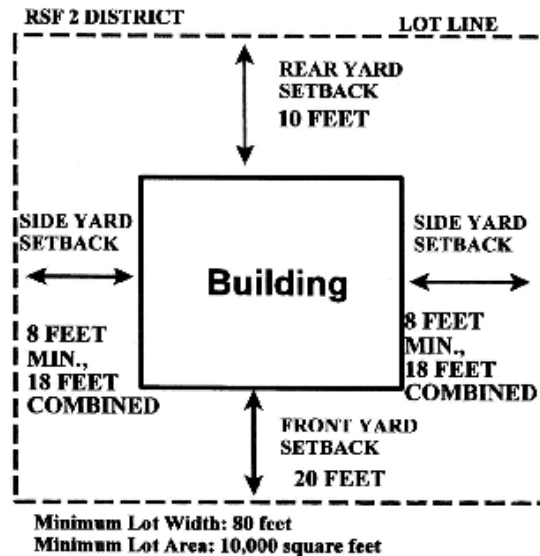 RSF 2 DISTRICT
LOT LINE
REAR YARD
SETBACK
10 FEET
SIDE YARD
SETBACK
SIDE YARD
SETBACK
Building
8 FEET
MIN.,
18 FEET
COMBINED
8 FEET
MIN.,
18 FEET
COMBINED
FRONT YARD
SETBACK
20 FEET
Minimum Lot Width: 80 feet
Minimum Lot Area: 10,000 square feet